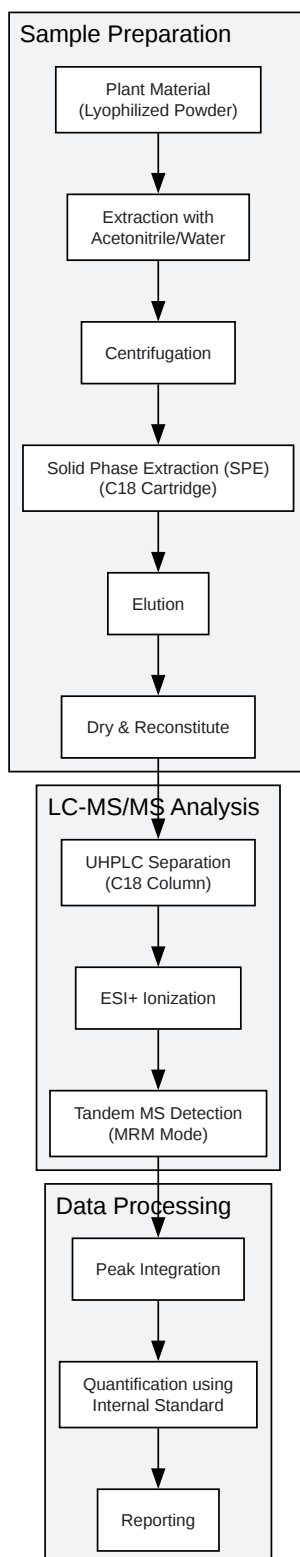 Sample Preparation
Plant Material
(Lyophilized Powder)
Extraction with
Acetonitrile/Water
Centrifugation
Solid Phase Extraction (SPE)
(C18 Cartridge)
Elution
Dry & Reconstitute
LC-MS/MS Analysis
UHPLC Separation
(C18 Column)
ESI+ Ionization
Tandem MS Detection
(MRM Mode)
Data Processing
Peak Integration
Quantification using
Internal Standard
Reporting